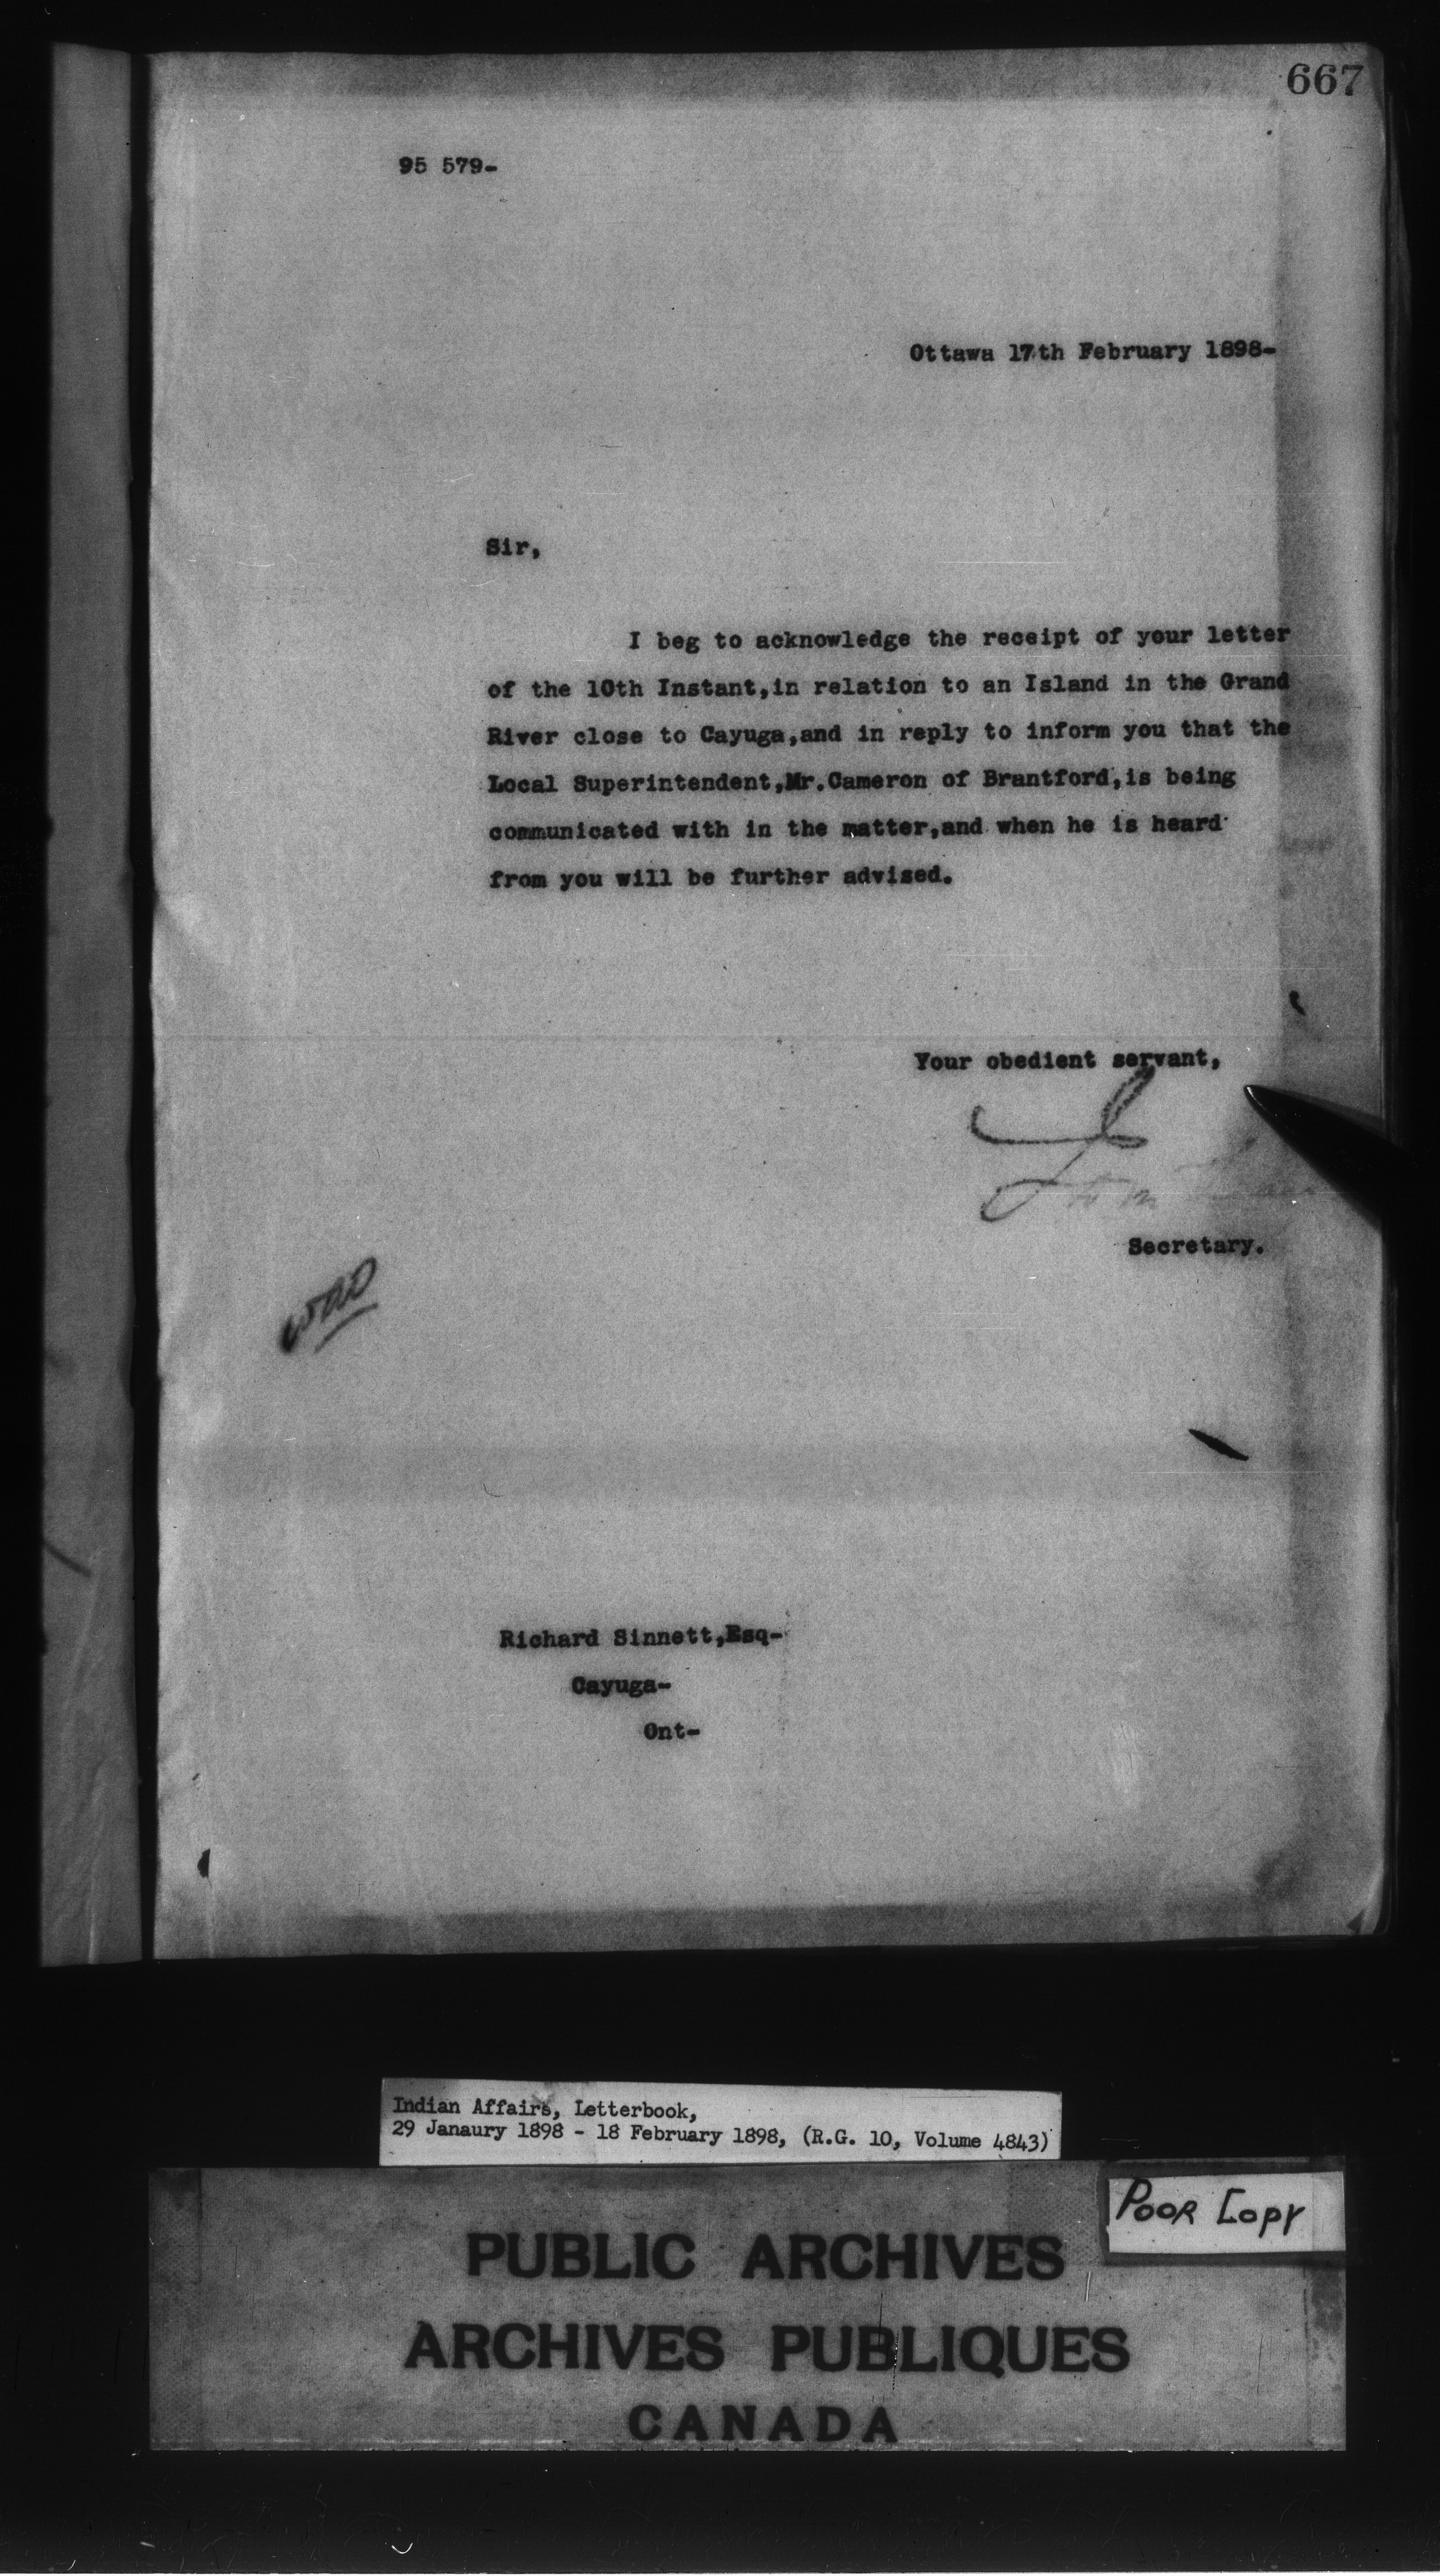 667
95 579-
Ottawa 17th February 1898-
Sir,
I beg to acknowledge the receipt of your letter
of the 10th Instant,in relation to an Island in the Grand
River close to Cayuga,and in reply to inform you that the
Local Superintendent,Mr.Cameron of Brantford,is being
communicated with in the matter,and when he is heard
from you will be further advised.
Your obedient servant,
Secretary.
Richard Sinnett,Esq-
Cayuga-
Ont-
Indian Affairs, Letterbook,
29 Janaury 1898 - 18 February 1898, (R.G. 10, Volume 4843)
POOR COPY
PUBLIC ARCHIVES
ARCHIVES PUBLIQUES
CANADA